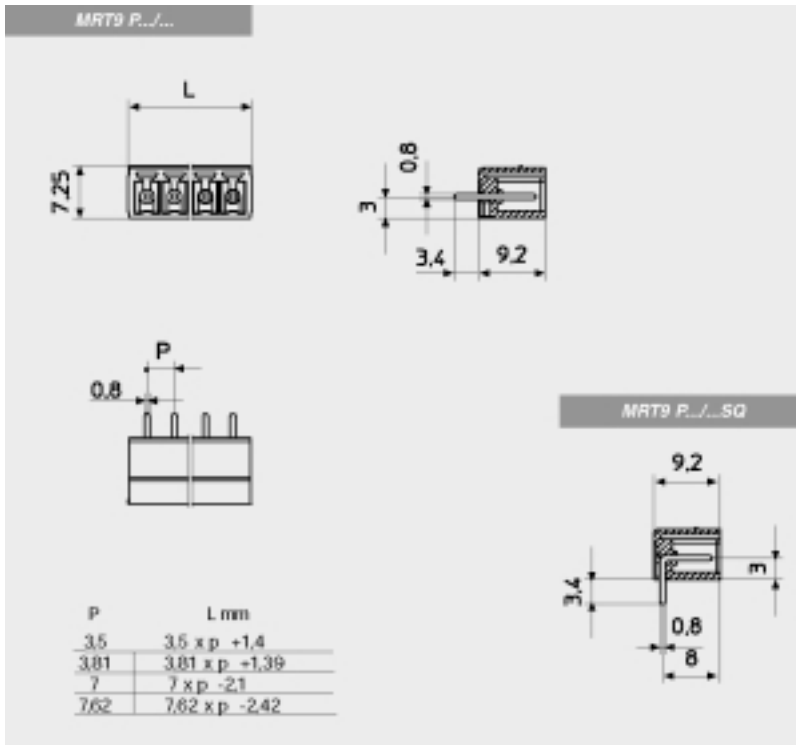 MRT9 P.../...
L
7,25
0,8
3
3,4
9,2
P
0.8
MRT9 P.../...SQ
9,2
3,4
3
0,8
8
P L mm
3,5 3,5 x p +1,4
3,81 3,81 x p +1,39
7 7 x p -2,1
7,62 7,62 x p -2,42